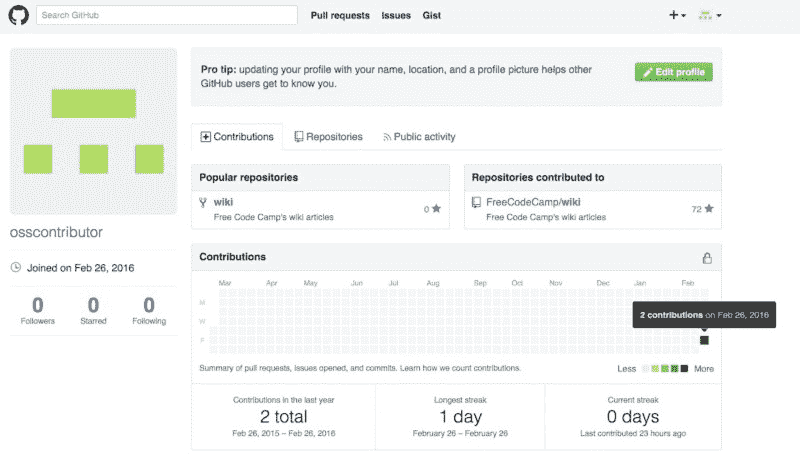 Search GitHub
Pull requests
Issues
Gist
Pro tip: updating your profile with your name, location, and a profile picture helps other
GitHub users get to know you.
Edit profile
Contributions
Repositories
Public activity
Popular repositories
wiki
0
Free Code Camp's wiki articles
Repositories contributed to
FreeCodeCamp/wiki
72
Free Code Camp's wiki articles
osscontributor
Joined on Feb 26, 2016
0
Followers
0
Starred
0
Following
Contributions
Mar Apr May Jun Jul Aug Sep Oct Nov Dec Jan Feb
M
W
F
2 contributions on Feb 26, 2016
Summary of pull requests, issues opened, and commits. Learn how we count contributions.
Less
More
Contributions in the last year
2 total
Feb 26, 2015 – Feb 26, 2016
Longest streak
1 day
February 26 – February 26
Current streak
0 days
Last contributed 23 hours ago